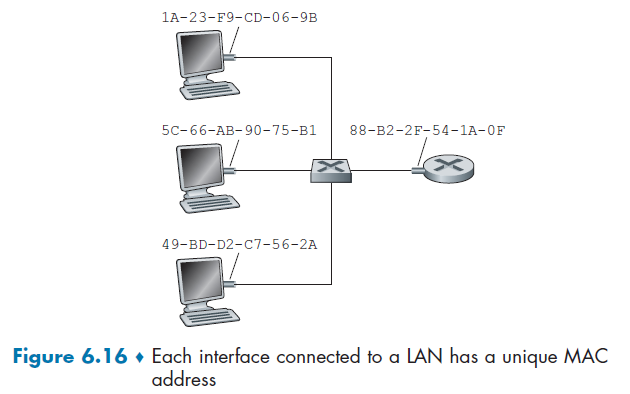 1A-23-F9-CD-06-9B
5C-66-AB-90-75-B1 88-B2-2F-54-1A-0F
49-BD-D2-C7-56-2A
Figure 6.16 ♦ Each interface connected to a LAN has a unique MAC
address